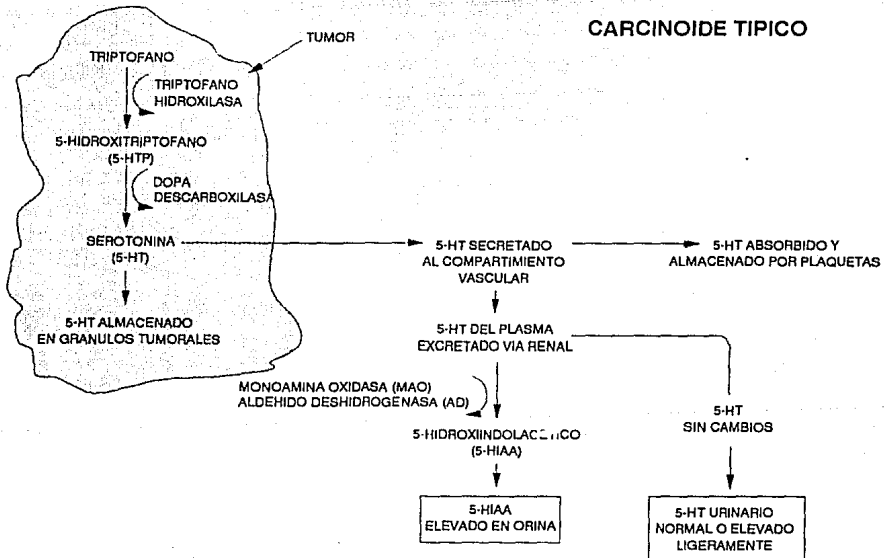 CARCINOIDE TIPICO
TUMOR
TRIPTOFANO
TRIPTOFANO
HIDROXILASA
5-HIDROXITRIPTOFANO
(5-HTP)
DOPA
DESCARBOXILASA
SEROTONINA
(5-HT)
5-HT SECRETADO
AL COMPARTIMIENTO
VASCULAR
5-HT ABSORBIDO Y
ALMACENADO POR PLAQUETAS
5-HT ALMACENADO
EN GRANULOS TUMORALES
5-HT DEL PLASMA
EXCRETADO VIA RENAL
MONOAMINA OXIDASA (MAO)
ALDEHIDO DESHIDROGENASA (AD)
5-HT
SIN CAMBIOS
5-HIDROXIINDOLACETICO
(5-HIAA)
5-HIAA
ELEVADO EN ORINA
5-HT URINARIO
NORMAL O ELEVADO
LIGERAMENTE